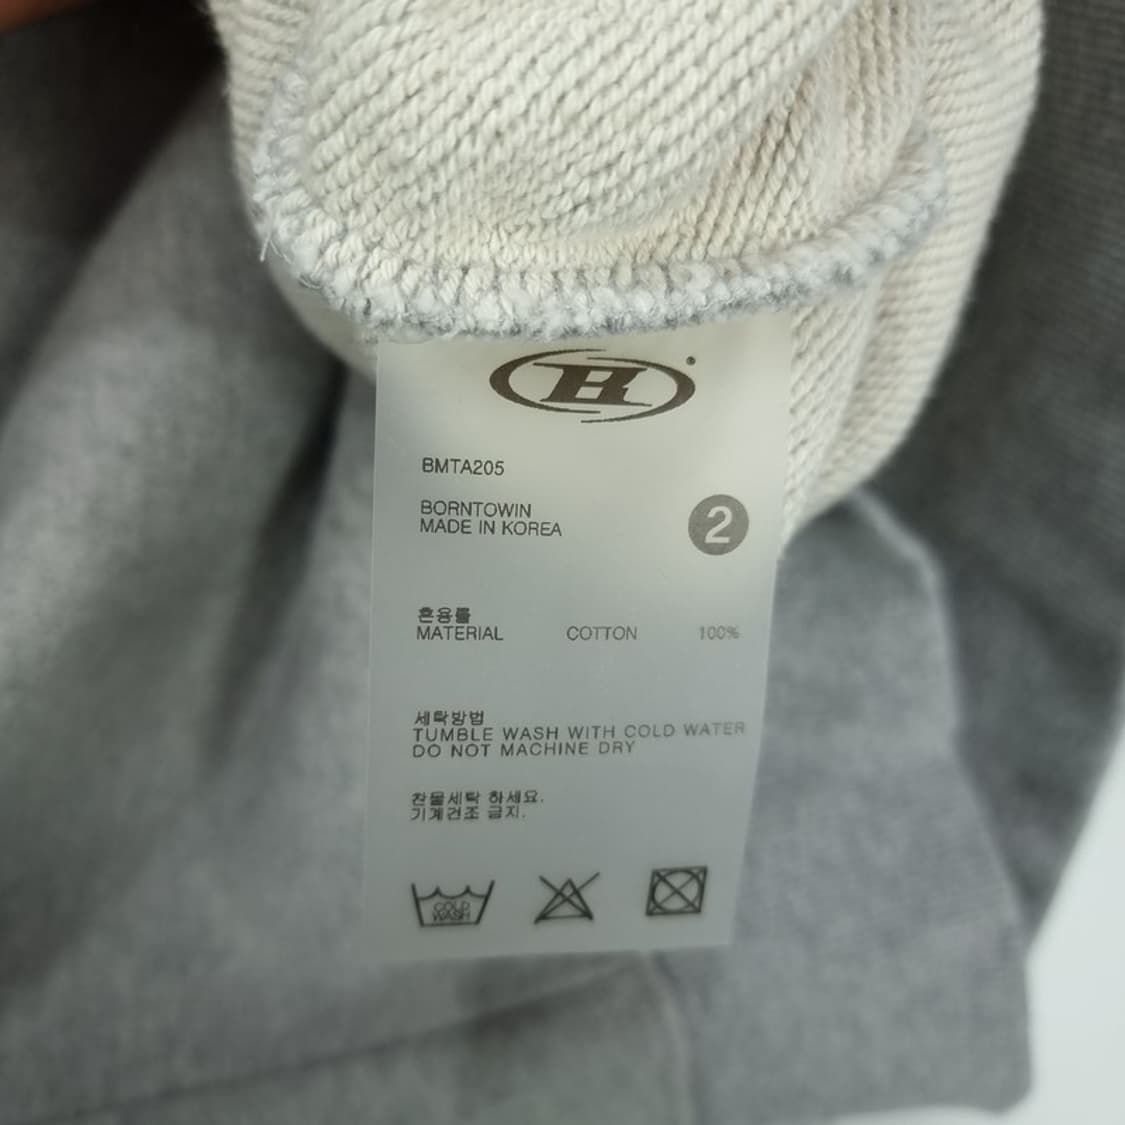 B
BMTA205
BORNTOWIN
MADE IN KOREA
2
혼용률
MATERIAL COTTON 100%
세탁방법
TUMBLE WASH WITH COLD WATER
DO NOT MACHINE DRY
찬물세탁 하세요.
기계건조 금지.
COLD
WASH